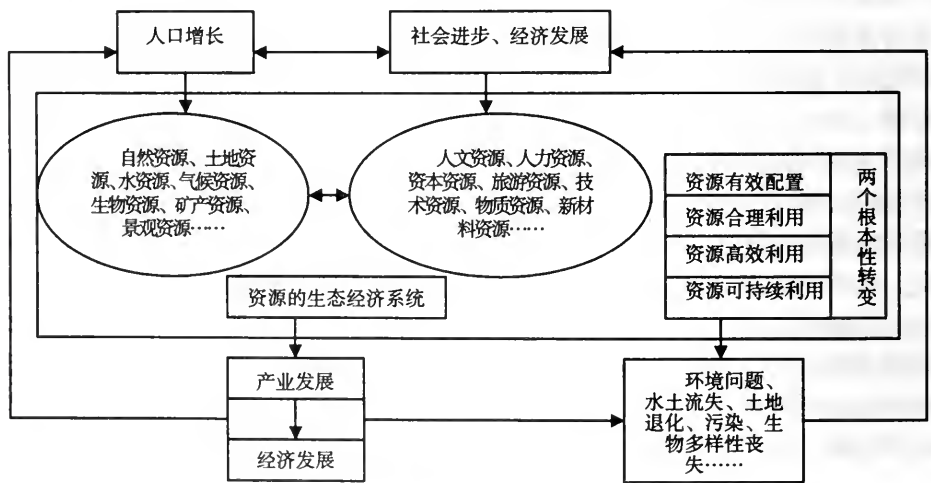 人口增长
社会进步、经济发展
自然资源、土地资
源、水资源、气候资源、
生物资源、矿产资源、
景观资源……
人文资源、人力资源、
资本资源、旅游资源、技
术资源、物质资源、新材
料资源……
资源有效配置
资源合理利用
资源高效利用
资源可持续利用
两个根本性转变
资源的生态经济系统
产业发展
经济发展
环境问题、
水土流失、土地
退化、污染、生
物多样性丧
失……